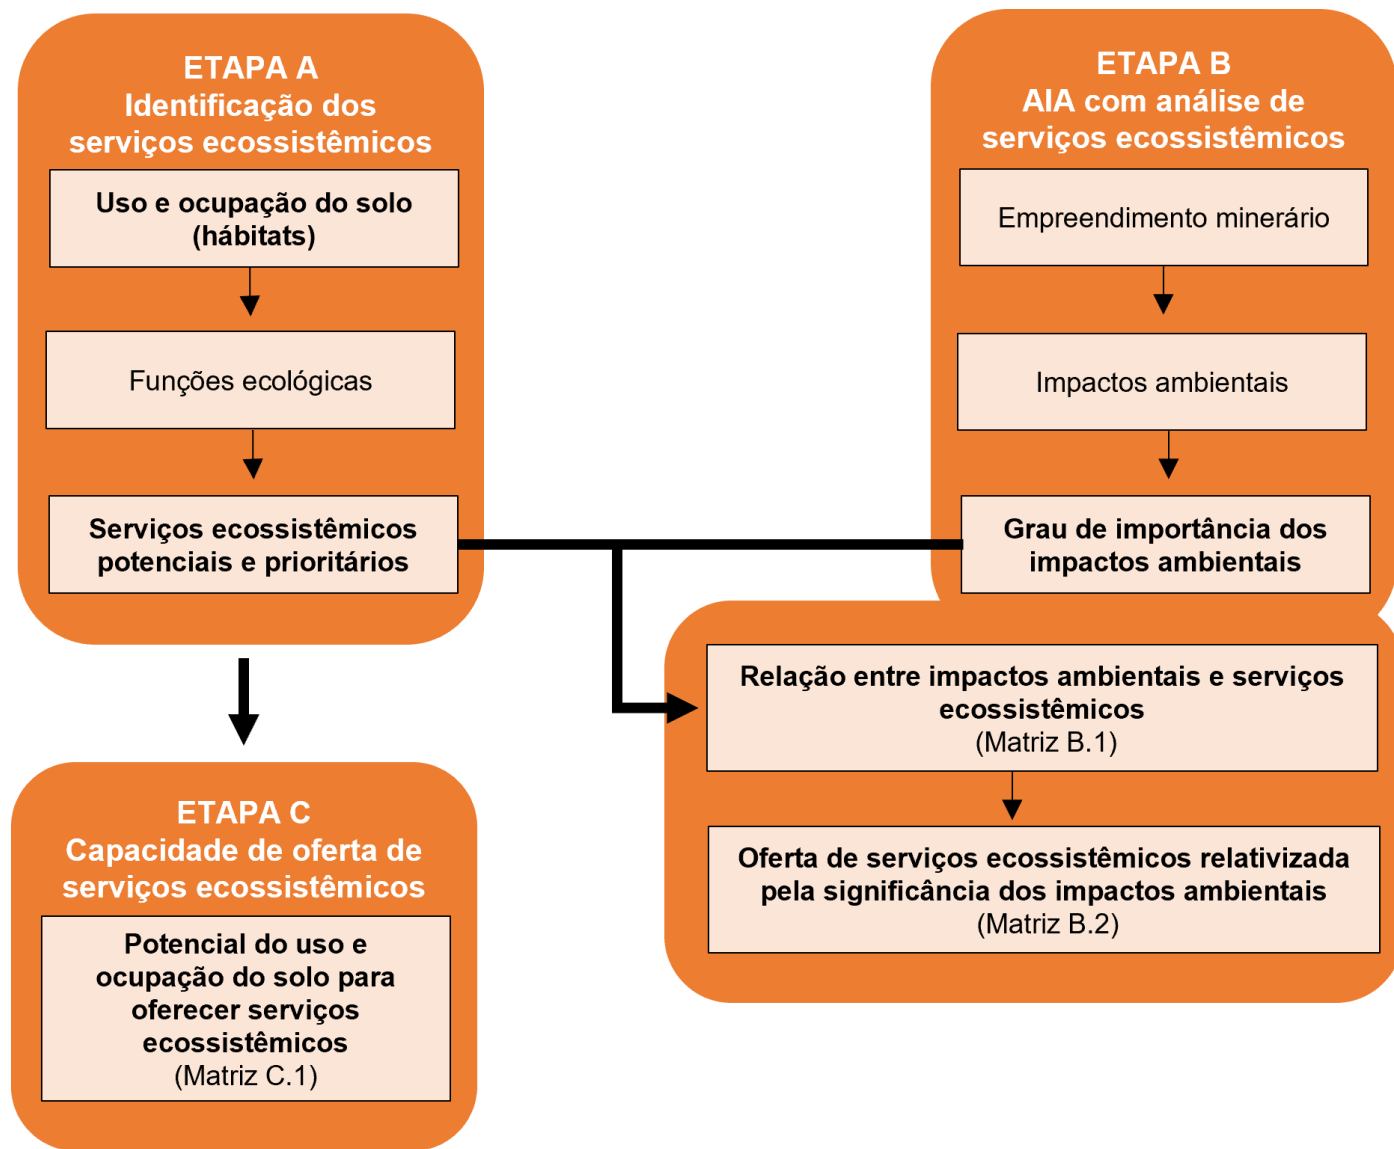 ETAPA A
Identificação dos
serviços ecossistêmicos
Uso e ocupação do solo
(hábitats)
Funções ecológicas
Serviços ecossistêmicos
potenciais e prioritários
ETAPA B
AIA com análise de
serviços ecossistêmicos
Empreendimento minerário
Impactos ambientais
Grau de importância dos
impactos ambientais
Relação entre impactos ambientais e serviços
ecossistêmicos
(Matriz B.1)
Oferta de serviços ecossistêmicos relativizada
pela significância dos impactos ambientais
(Matriz B.2)
ETAPA C
Capacidade de oferta de
serviços ecossistêmicos
Potencial do uso e
ocupação do solo para
oferecer serviços
ecossistêmicos
(Matriz C.1)